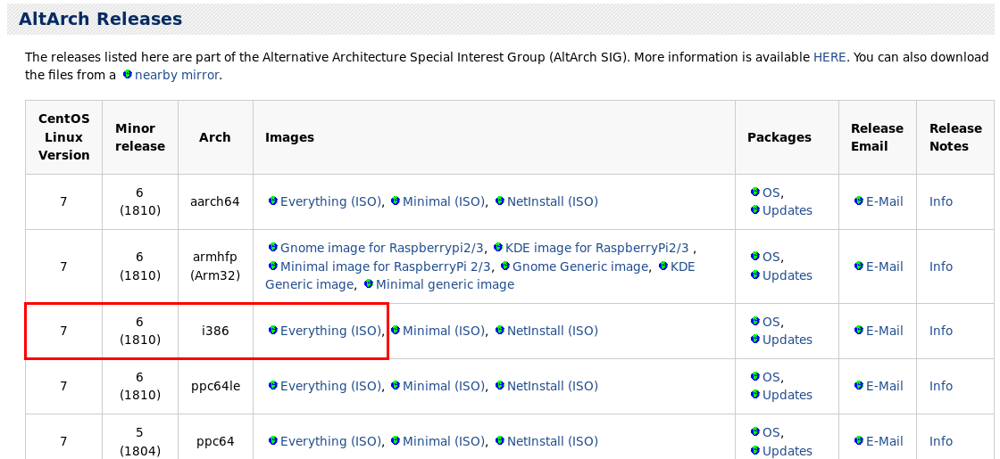 AltArch Releases
The releases listed here are part of the Alternative Architecture Special Interest Group (AltArch SIG). More information is available HERE. You can also download
the files from a nearby mirror.
CentOS Linux Version Minor release Arch Images Packages Release Email Release Notes
7 6 (1810) aarch64 Everything (ISO), Minimal (ISO), NetInstall (ISO) OS, Updates E-Mail Info
7 6 (1810) armhfp (Arm32) Gnome image for Raspberrypi2/3, KDE image for RaspberryPi2/3 , Minimal image for RaspberryPi 2/3, Gnome Generic image, KDE Generic image, Minimal generic image OS, Updates E-Mail Info
7 6 (1810) i386 Everything (ISO), Minimal (ISO), NetInstall (ISO) OS, Updates E-Mail Info
7 6 (1810) ppc64le Everything (ISO), Minimal (ISO), NetInstall (ISO) OS, Updates E-Mail Info
7 5 (1804) ppc64 Everything (ISO), Minimal (ISO), NetInstall (ISO) OS, Updates E-Mail Info